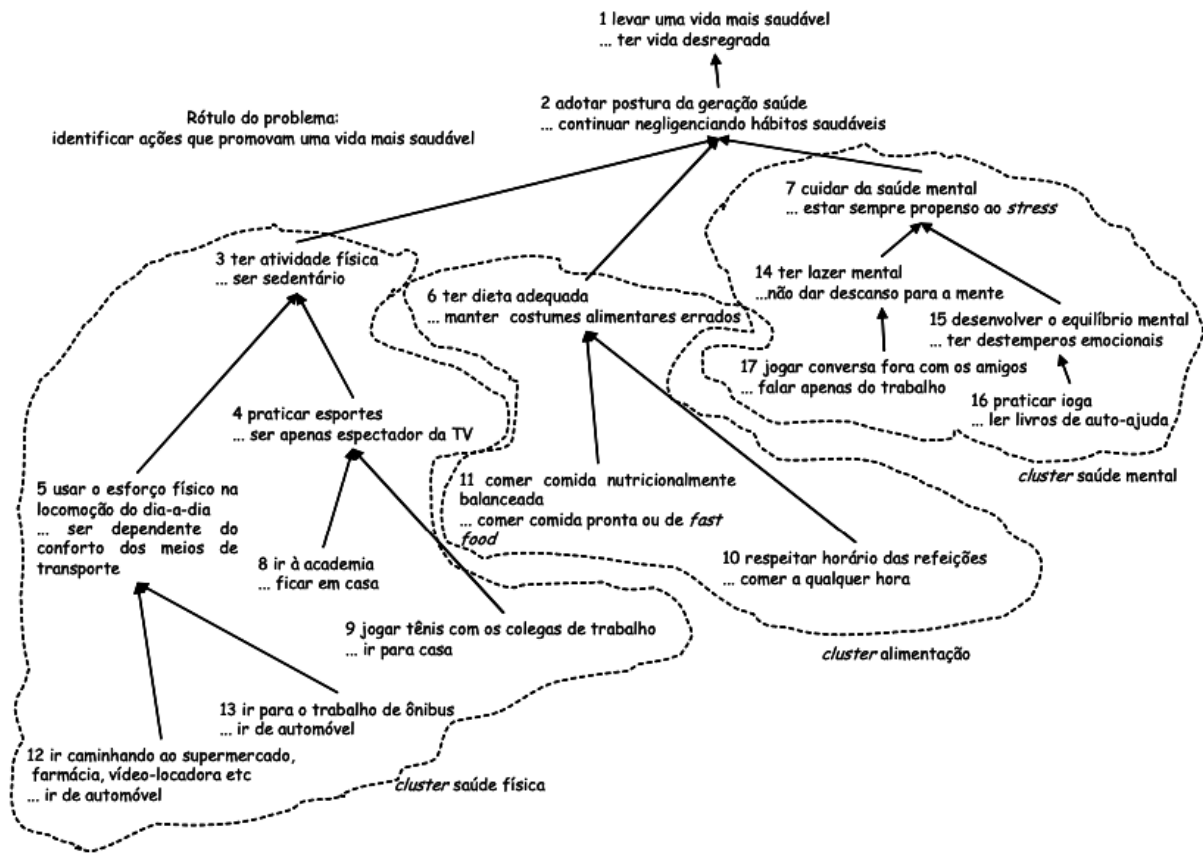 1 levar uma vida mais saudável
... ter vida desregrada
2 adotar postura da geração saúde
... continuar negligenciando hábitos saudáveis
Rótulo do problema:
identificar ações que promovam uma vida mais saudável
7 cuidar da saúde mental
... estar sempre propenso ao stress
3 ter atividade física
... ser sedentário
14 ter lazer mental
...não dar descanso para a mente
6 ter dieta adequada
... manter costumes alimentares errados
15 desenvolver o equilíbrio mental
... ter destemperos emocionais
17 jogar conversa fora com os amigos
... falar apenas do trabalho
16 praticar ioga
... ler livros de auto-ajuda
cluster saúde mental
4 praticar esportes
... ser apenas espectador da TV
5 usar o esforço físico na
locomoção do dia-a-dia
... ser dependente do
conforto dos meios de
transporte
11 comer comida nutricionalmente
balanceada
... comer comida pronta ou de fast
food
8 ir à academia
... ficar em casa
10 respeitar horário das refeições
... comer a qualquer hora
9 jogar tênis com os colegas de trabalho
... ir para casa
cluster alimentação
13 ir para o trabalho de ônibus
... ir de automóvel
12 ir caminhando ao supermercado,
farmácia, vídeo-locadora etc
... ir de automóvel
cluster saúde física